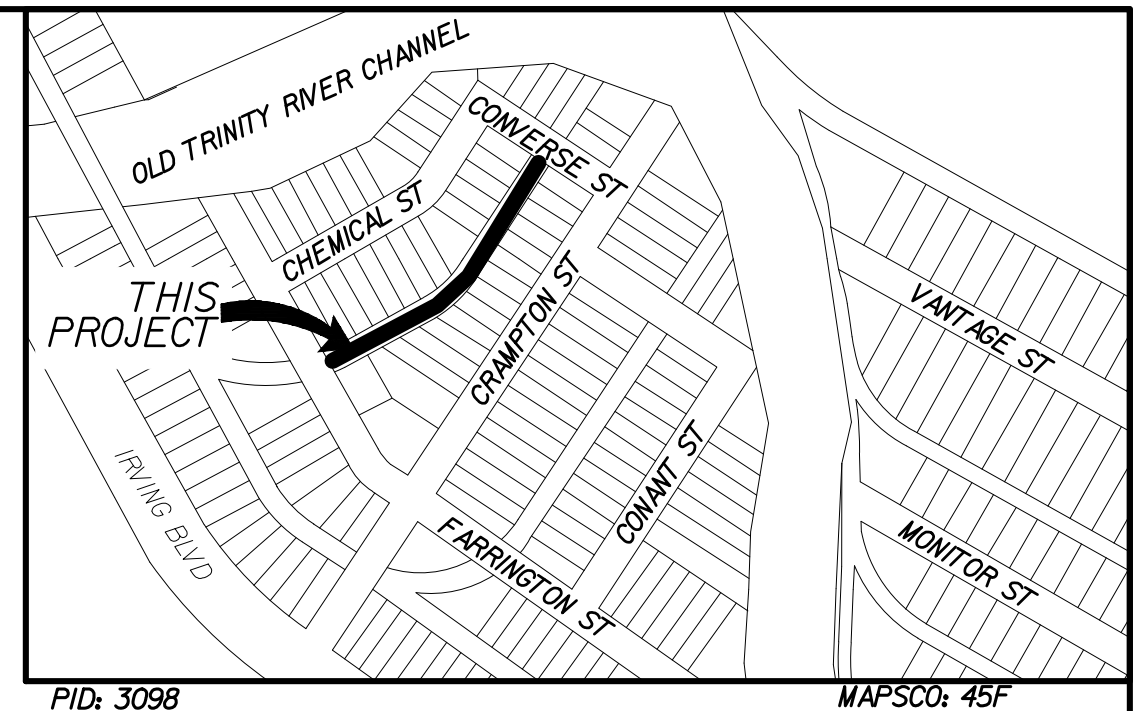 OLD TRINITY RIVER CHANNEL
CONVERSE ST
CHEMICAL ST
THIS
PROJECT
CRAMPTON ST
VANTAGE ST
IRVING BLVD
CONANT ST
FARRINGTON ST
MONITOR ST
PID: 3098
MAPSCO: 45F